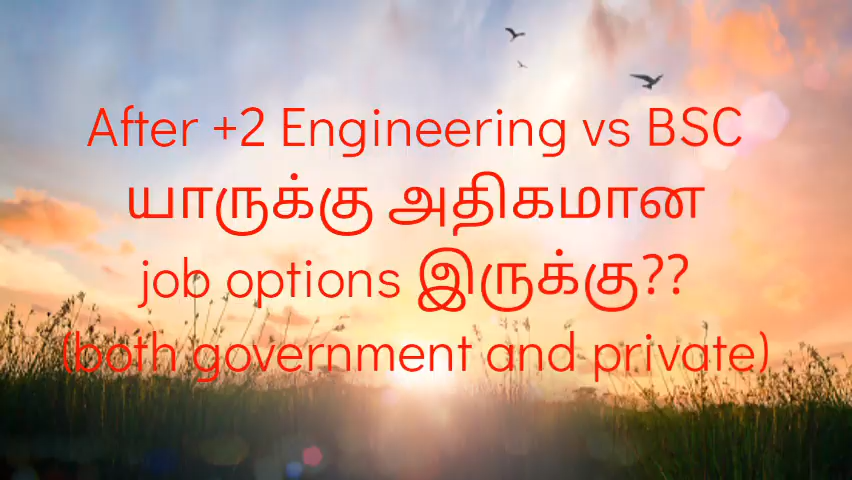 After +2 Engineering vs BSC
யாருக்கு அதிகமான
job options இருக்கு??
(both government and private)